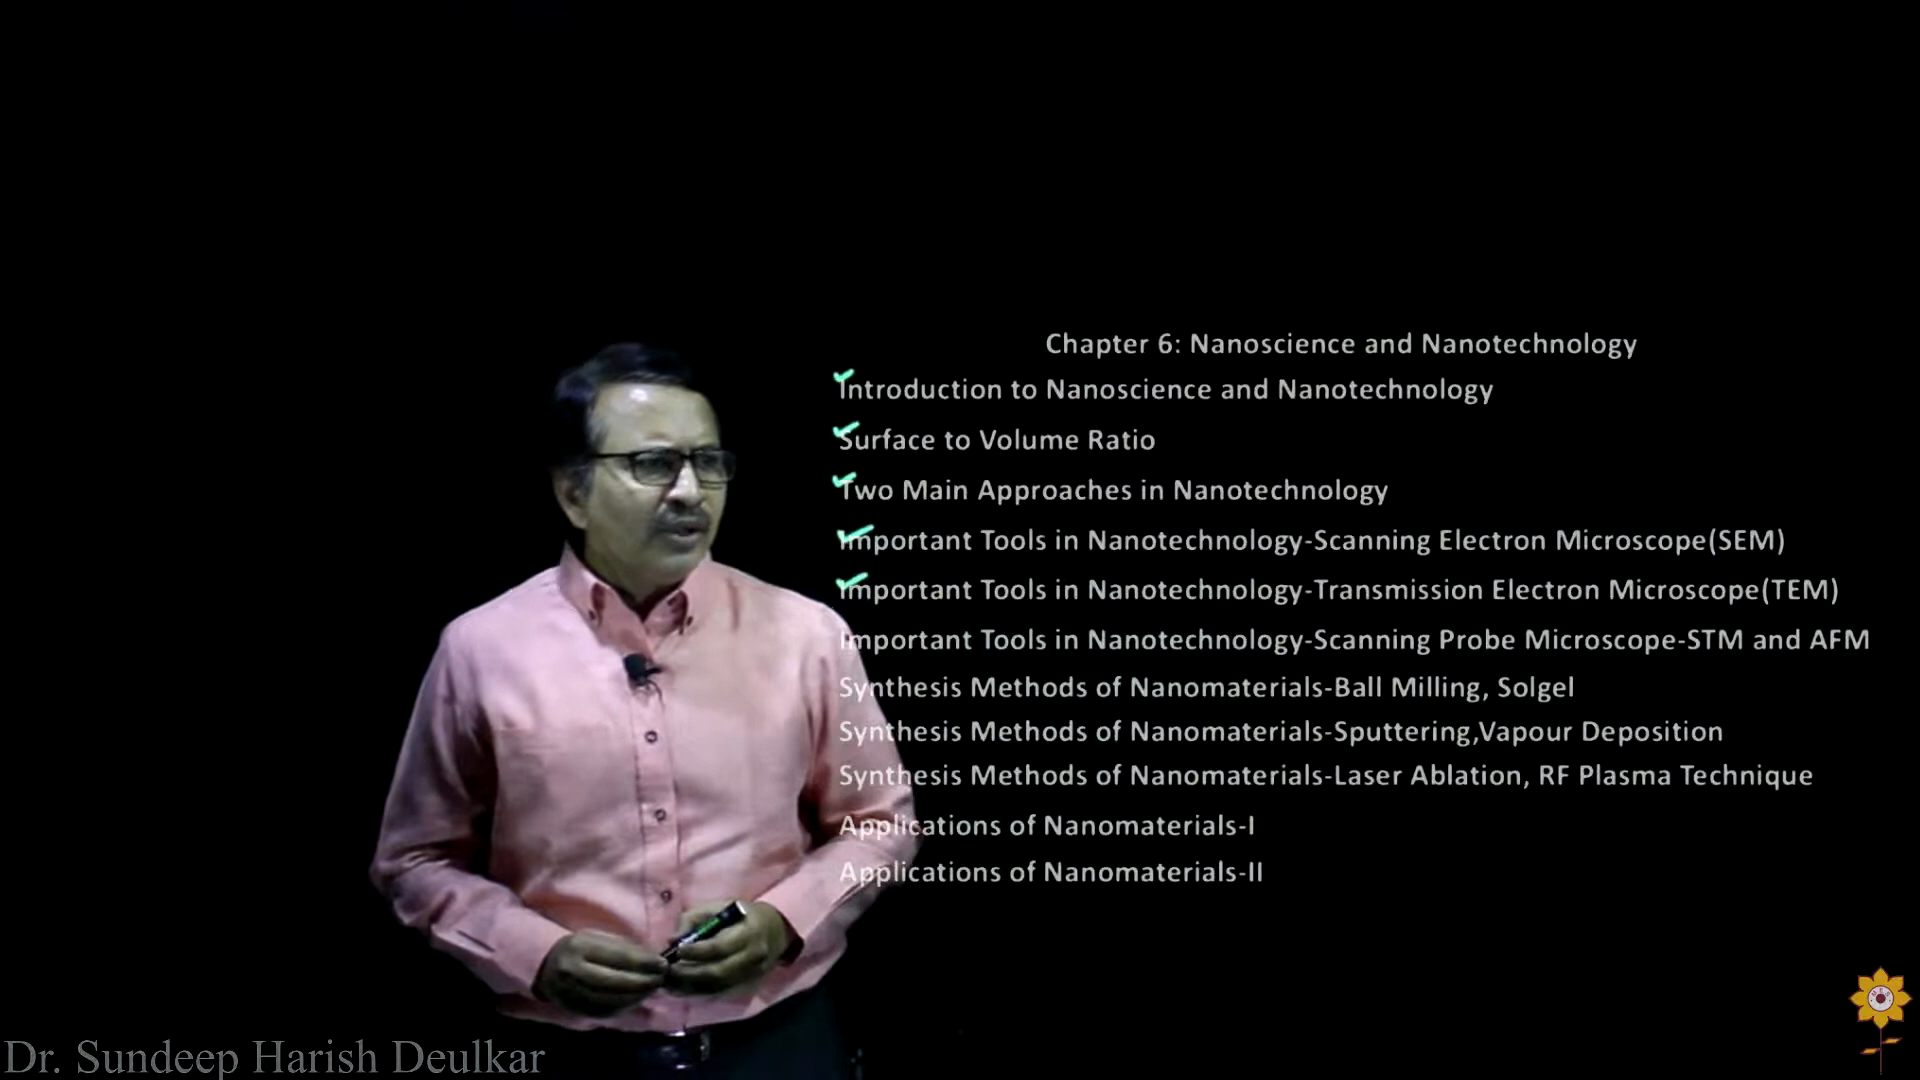 Chapter 6: Nanoscience and Nanotechnology
Introduction to Nanoscience and Nanotechnology
Surface to Volume Ratio
Two Main Approaches in Nanotechnology
Important Tools in Nanotechnology-Scanning Electron Microscope(SEM)
Important Tools in Nanotechnology-Transmission Electron Microscope(TEM)
Important Tools in Nanotechnology-Scanning Probe Microscope-STM and AFM
Synthesis Methods of Nanomaterials-Ball Milling, Solgel
Synthesis Methods of Nanomaterials-Sputtering,Vapour Deposition
Synthesis Methods of Nanomaterials-Laser Ablation, RF Plasma Technique
Applications of Nanomaterials-I
Applications of Nanomaterials-II
Dr. Sundeep Harish Deulkar